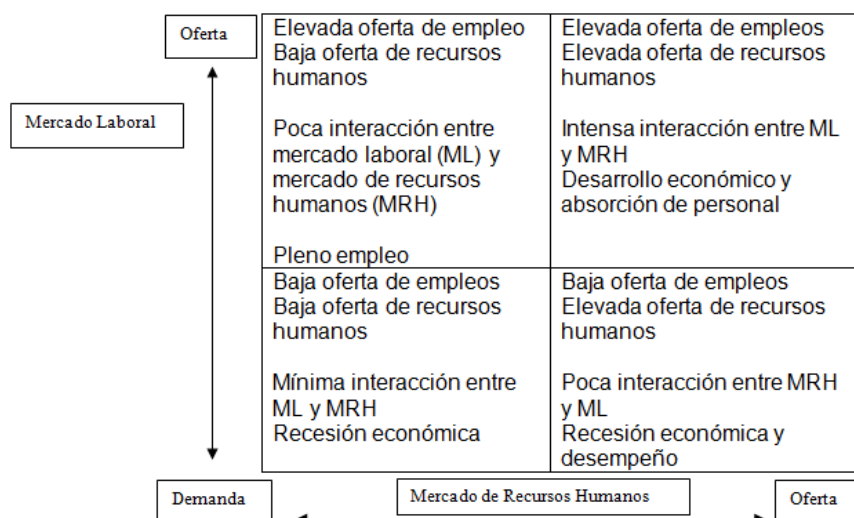 Oferta
Mercado Laboral
Elevada oferta de empleo
Baja oferta de recursos
humanos
Poca interacción entre
mercado laboral (ML) y
mercado de recursos
humanos (MRH)
Pleno empleo
Elevada oferta de empleos
Elevada oferta de recursos
humanos
Intensa interacción entre ML
y MRH
Desarrollo económico y
absorción de personal
Baja oferta de empleos
Baja oferta de recursos
humanos
Mínima interacción entre
ML y MRH
Recesión económica
Baja oferta de empleos
Elevada oferta de recursos
humanos
Poca interacción entre MRH
y ML
Recesión económica y
desempeño
Demanda
Mercado de Recursos Humanos
Oferta